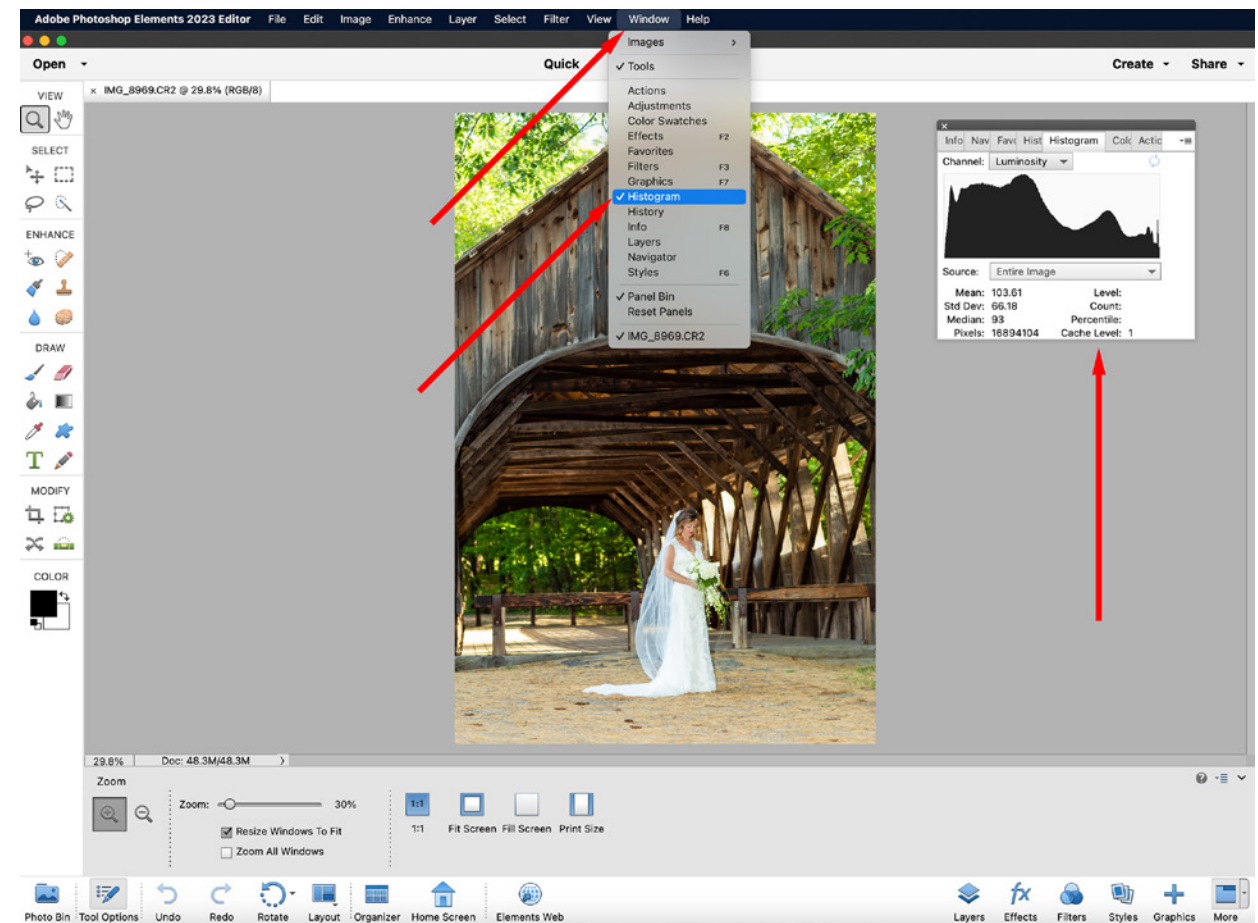 Adobe Photoshop Elements 2023 Editor File Edit Image Enhance Layer Select Filter View Window Help
Open Quick Create Share
× IMG_8969.CR2 @ 29.8% (RGB/8)
VIEW
SELECT
ENHANCE
DRAW
T
MODIFY
COLOR
Images >
✓ Tools
Actions
Adjustments
Color Swatches
Effects F2
Favorites
Filters F3
Graphics F7
✓ Histogram
History
Info F8
Layers
Navigator
Styles F6
✓ Panel Bin
Reset Panels
✓ IMG_8969.CR2
Info Nav Hist Histogram
Channel: Luminosity
Source: Entire Image
Mean: 103.61 Level:
Std Dev: 66.18 Count:
Median: 93 Percentile:
Pixels: 16894104 Cache Level: 1
29.8% Doc: 48.3M/48.3M >
Zoom
Zoom: 30%
Resize Windows To Fit
Zoom All Windows
1:1
1:1 Fit Screen Fill Screen Print Size
Photo Bin Tool Options Undo Redo Rotate Layout Organizer Home Screen Elements Web fx Layers Effects Filters Styles Graphics More